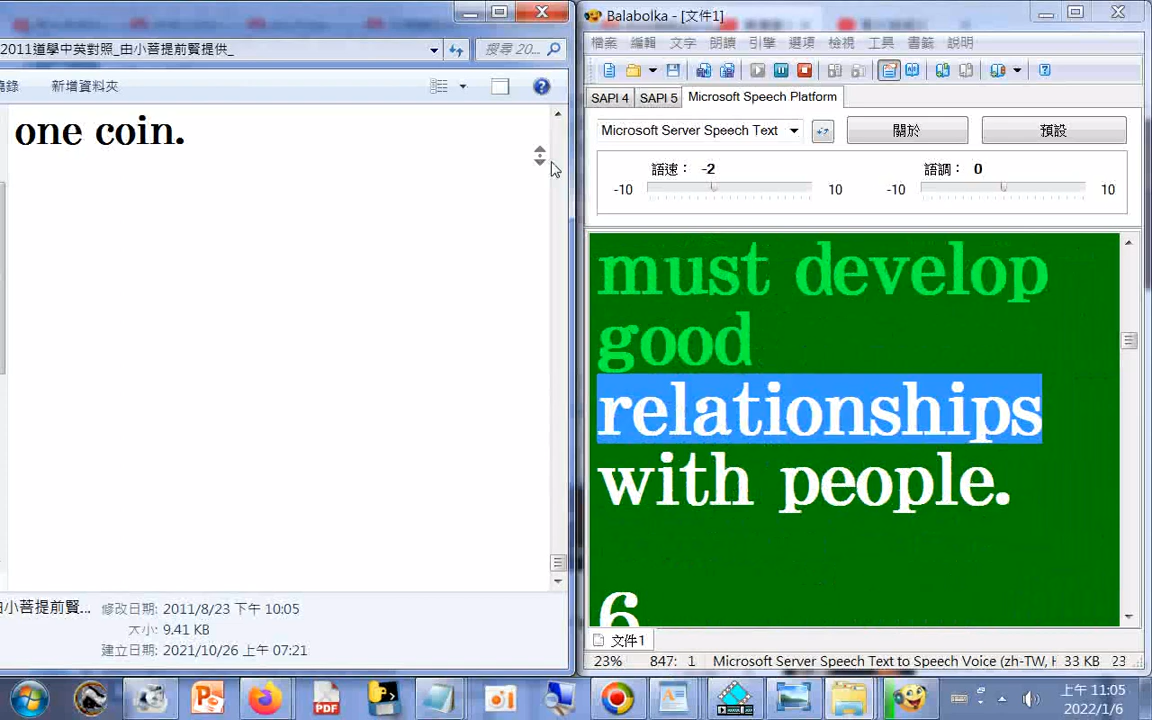 2011道學中英對照_由小菩提前賢提供_
搜尋 20...
新增資料夾
one coin.
由小菩提前賢... 修改日期: 2011/8/23 下午 10:05
大小: 9.41 KB
建立日期: 2021/10/26 上午 07:21
Balabolka - [文件1]
檔案 編輯 文字 朗讀 引擎 選項 檢視 工具 書籤 說明
SAPI 4 SAPI 5 Microsoft Speech Platform
Microsoft Server Speech Text 關於 預設
語速： -2 語調： 0
-10 10 -10 10
must develop
good
relationships
with people.
6
文件1
23% 847: 1 Microsoft Server Speech Text to Speech Voice (zh-TW, H 33 KB 23
上午 11:05
2022/1/6